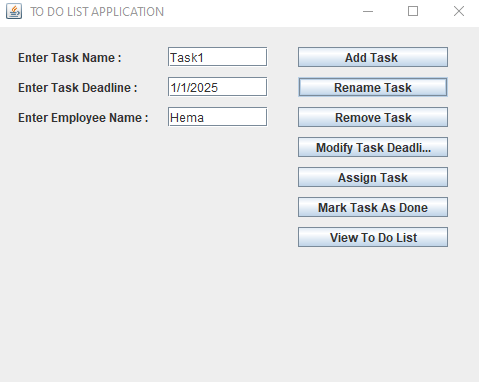 TO DO LIST APPLICATION
Enter Task Name : Task1 Add Task
Enter Task Deadline : 1/1/2025 Rename Task
Enter Employee Name : Hema Remove Task
Modify Task Deadli...
Assign Task
Mark Task As Done
View To Do List